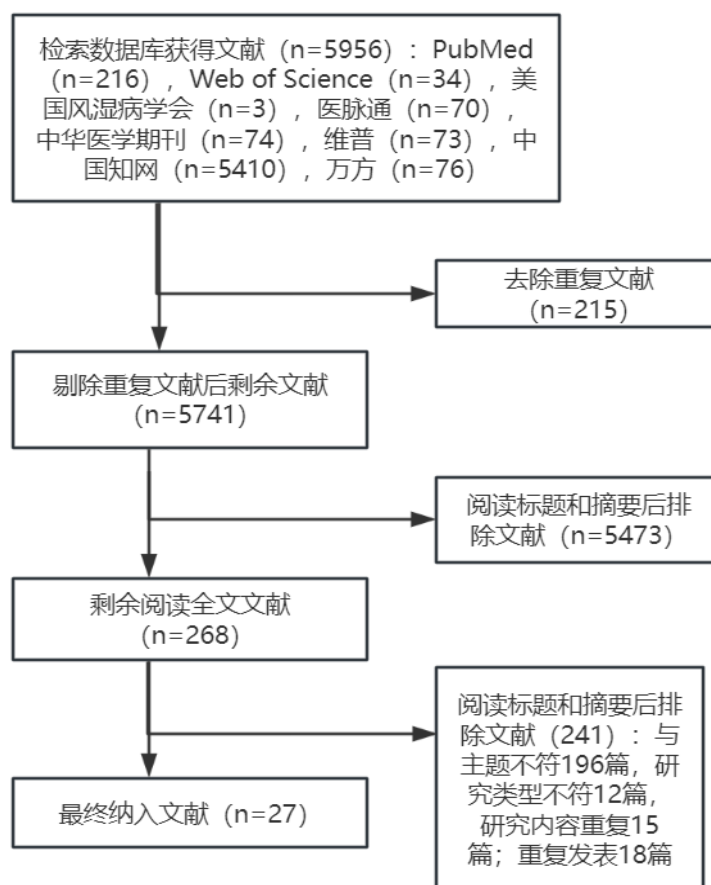 检索数据库获得文献（n=5956）：PubMed
（n=216），Web of Science（n=34），美
国风湿病学会（n=3），医脉通（n=70），
中华医学期刊（n=74），维普（n=73），中
国知网（n=5410），万方（n=76）
去除重复文献
（n=215）
剔除重复文献后剩余文献
（n=5741）
阅读标题和摘要后排
除文献（n=5473）
剩余阅读全文文献
（n=268）
阅读标题和摘要后排
除文献（241）：与
主题不符196篇，研
究类型不符12篇，
研究内容重复15
篇；重复发表18篇
最终纳入文献（n=27）